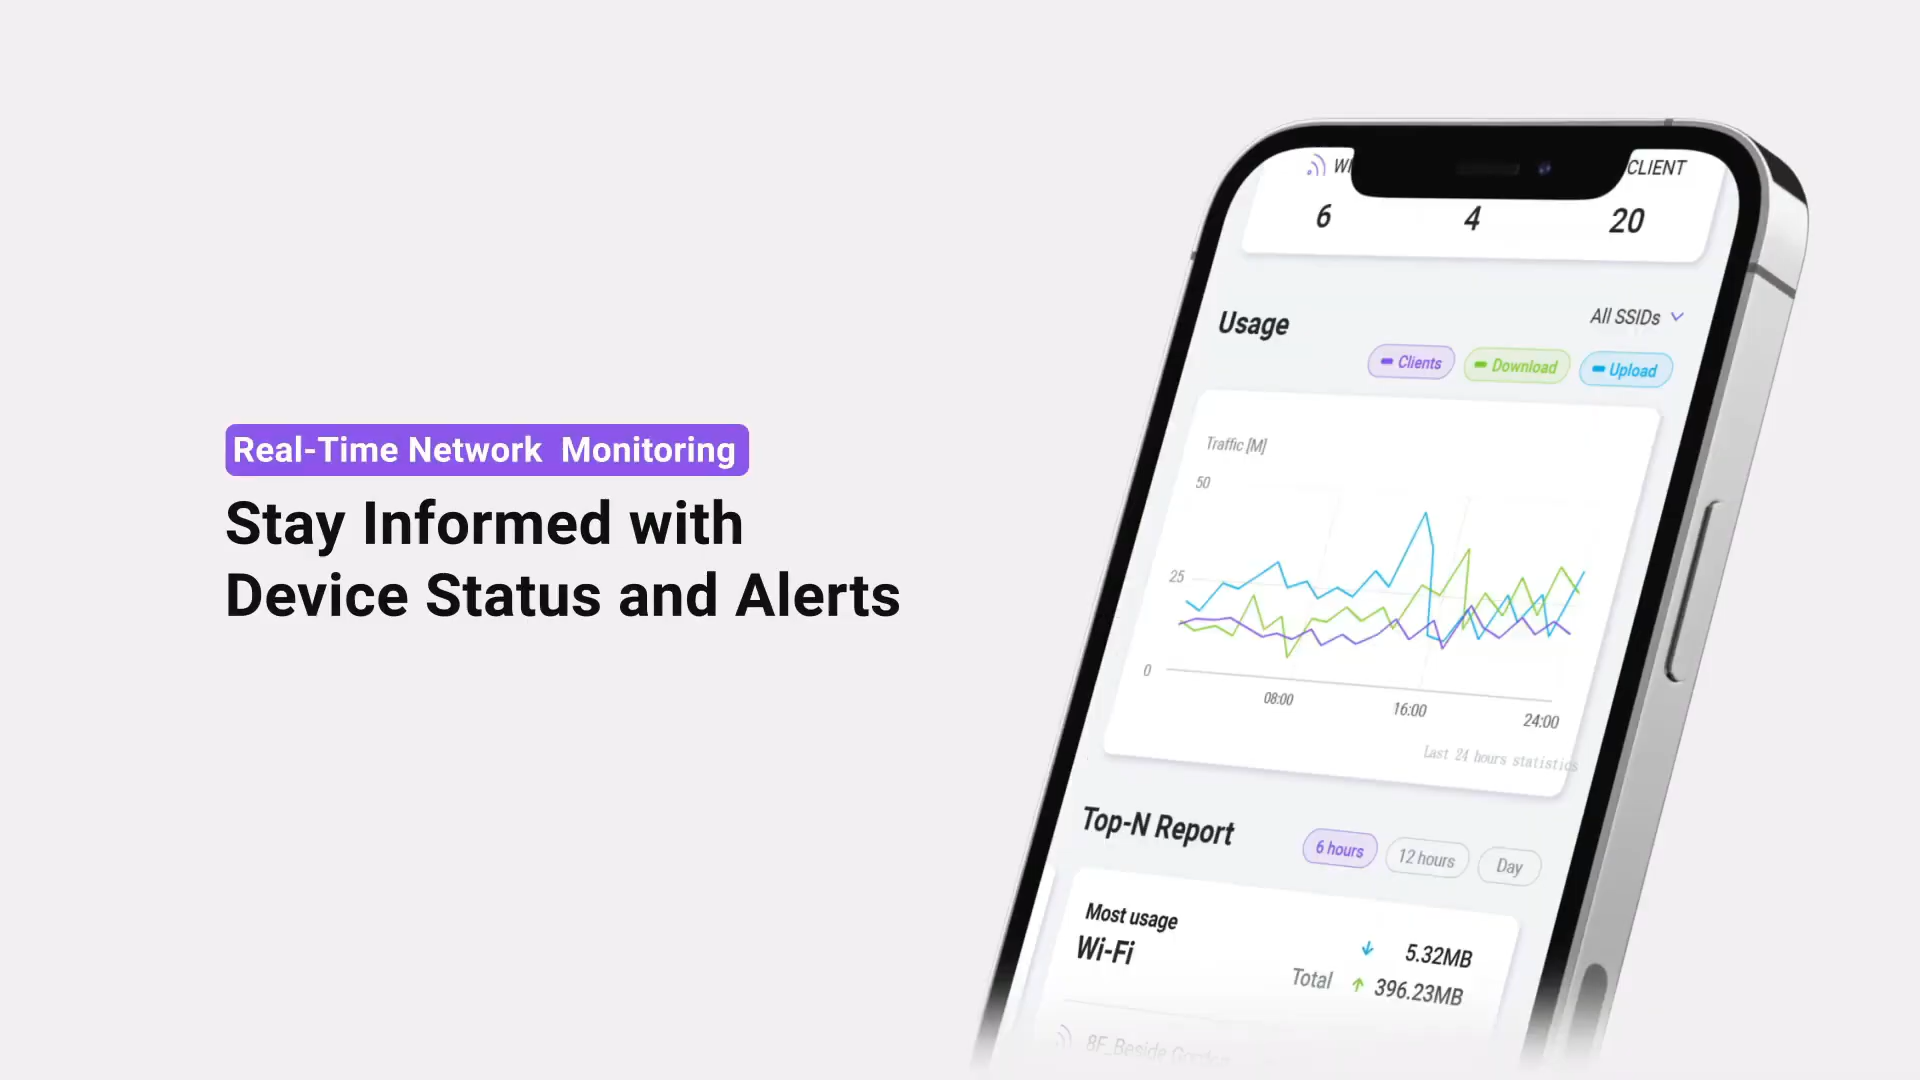 Real-Time Network  Monitoring
Stay Informed with
Device Status and Alerts
CLIENT
6 4 20
Usage
All SSIDs
Clients Download Upload
Traffic [M]
50
25
0
08:00 16:00 24:00
Last 24 hours statistics
Top-N Report
6 hours 12 hours Day
Most usage
Wi-Fi
5.32MB
Total 396.23MB
8F_Beside